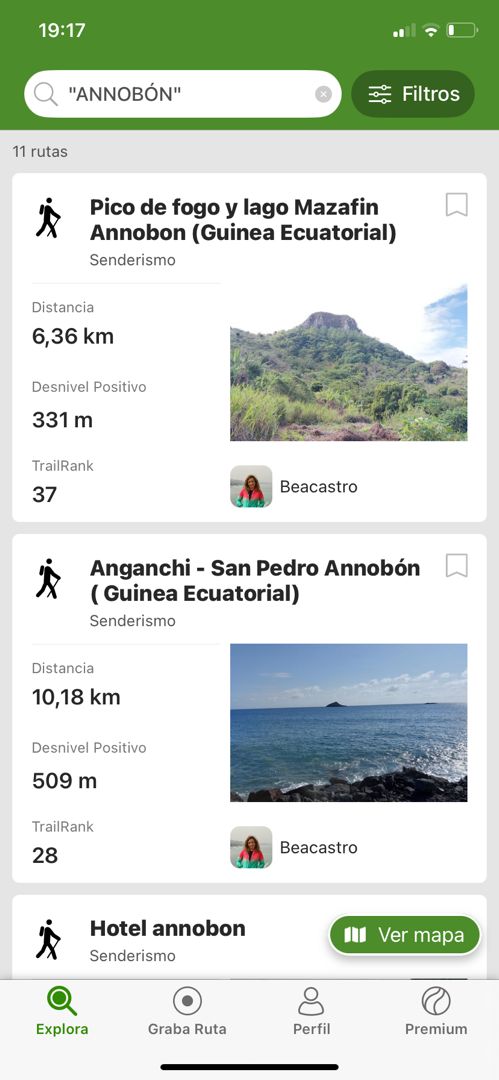 19:17
"ANNOBÓN"
Filtros
11 rutas
Pico de fogo y lago Mazafin
Annobon (Guinea Ecuatorial)
Senderismo
Distancia
6,36 km
Desnivel Positivo
331 m
TrailRank
37
Beacastro
Anganchi - San Pedro Annobón
( Guinea Ecuatorial)
Senderismo
Distancia
10,18 km
Desnivel Positivo
509 m
TrailRank
28
Beacastro
Hotel annobon
Senderismo
Ver mapa
Explora
Graba Ruta
Perfil
Premium